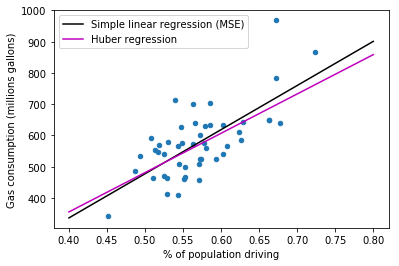 1000
900
800
700
600
500
400
Gas consumption (millions gallons)
Simple linear regression (MSE)
Huber regression
0.40 0.45 0.50 0.55 0.60 0.65 0.70 0.75 0.80
% of population driving